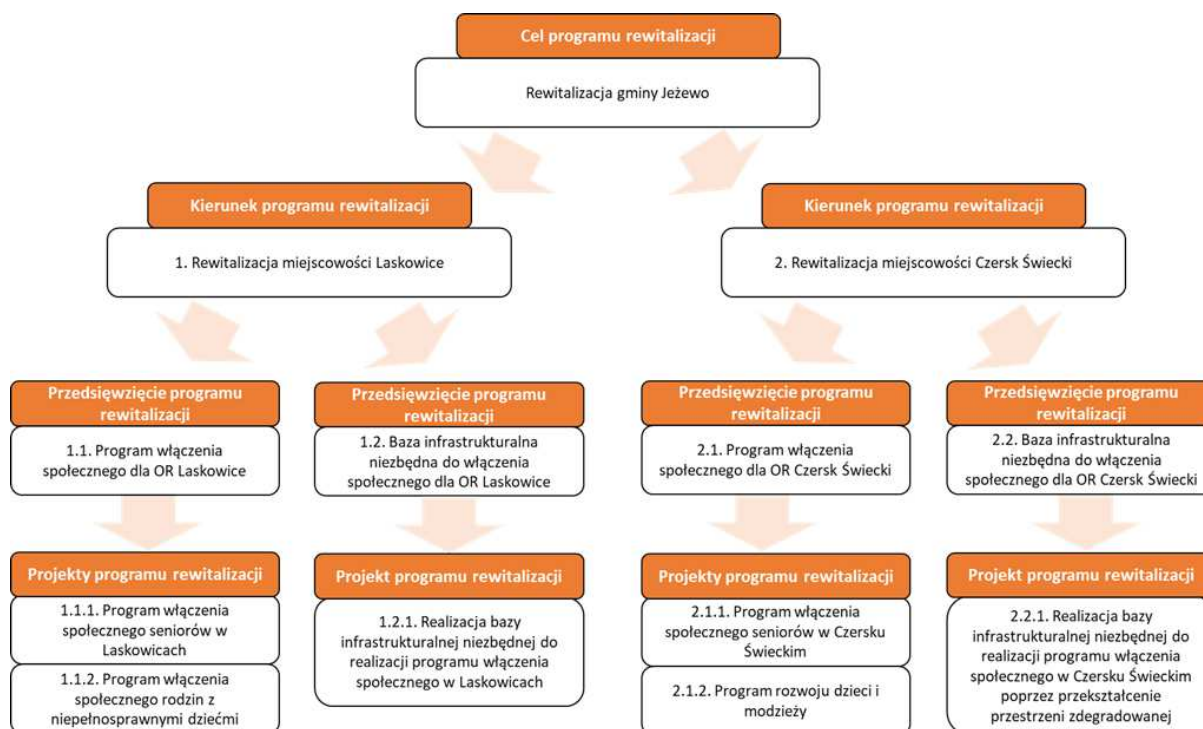 Cel programu rewitalizacji
Rewitalizacja gminy Jeżewo
Kierunek programu rewitalizacji
1. Rewitalizacja miejscowości Laskowice
Kierunek programu rewitalizacji
2. Rewitalizacja miejscowości Czersk Świecki
Przedsięwzięcie programu
rewitalizacji
1.1. Program włączenia
społecznego dla OR Laskowice
Przedsięwzięcie programu
rewitalizacji
1.2. Baza infrastrukturalna
niezbędna do włączenia
społecznego dla OR Laskowice
Przedsięwzięcie programu
rewitalizacji
2.1. Program włączenia
społecznego dla OR Czersk Świecki
Przedsięwzięcie programu
rewitalizacji
2.2. Baza infrastrukturalna
niezbędna do włączenia
społecznego dla OR Czersk Świecki
Projekty programu rewitalizacji
1.1.1. Program włączenia
społecznego seniorów w
Laskowicach
1.1.2. Program włączenia
społecznego rodzin z
niepełnosprawnymi dziećmi
Projekt programu rewitalizacji
1.2.1. Realizacja bazy
infrastrukturalnej niezbędnej do
realizacji programu włączenia
społecznego w Laskowicach
Projekty programu rewitalizacji
2.1.1. Program włączenia
społecznego seniorów w Czersku
Świeckim
2.1.2. Program rozwoju dzieci i
modzieży
Projekt programu rewitalizacji
2.2.1. Realizacja bazy
infrastrukturalnej niezbędnej do
realizacji programu włączenia
społecznego w Czersku Świeckim
poprzez przekształcenie
przestrzeni zdegradowanej